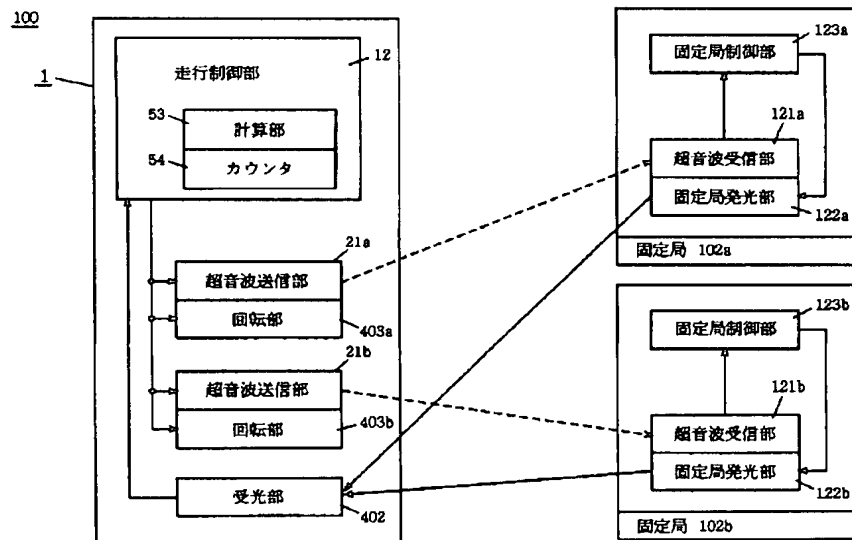 100
1
12
走行制御部
53
計算部
54
カウンタ
21a
超音波送信部
回転部
403a
21b
超音波送信部
回転部
403b
受光部
402
123a
固定局制御部
121a
超音波受信部
固定局発光部
122a
固定局 102a
123b
固定局制御部
121b
超音波受信部
固定局発光部
122b
固定局 102b